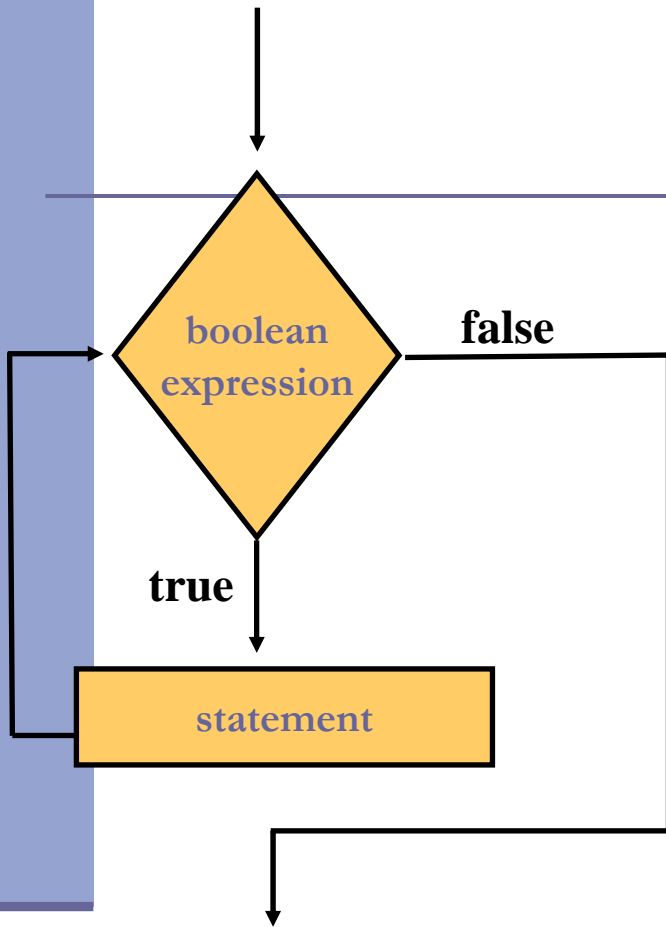 boolean
expression
false
true
statement